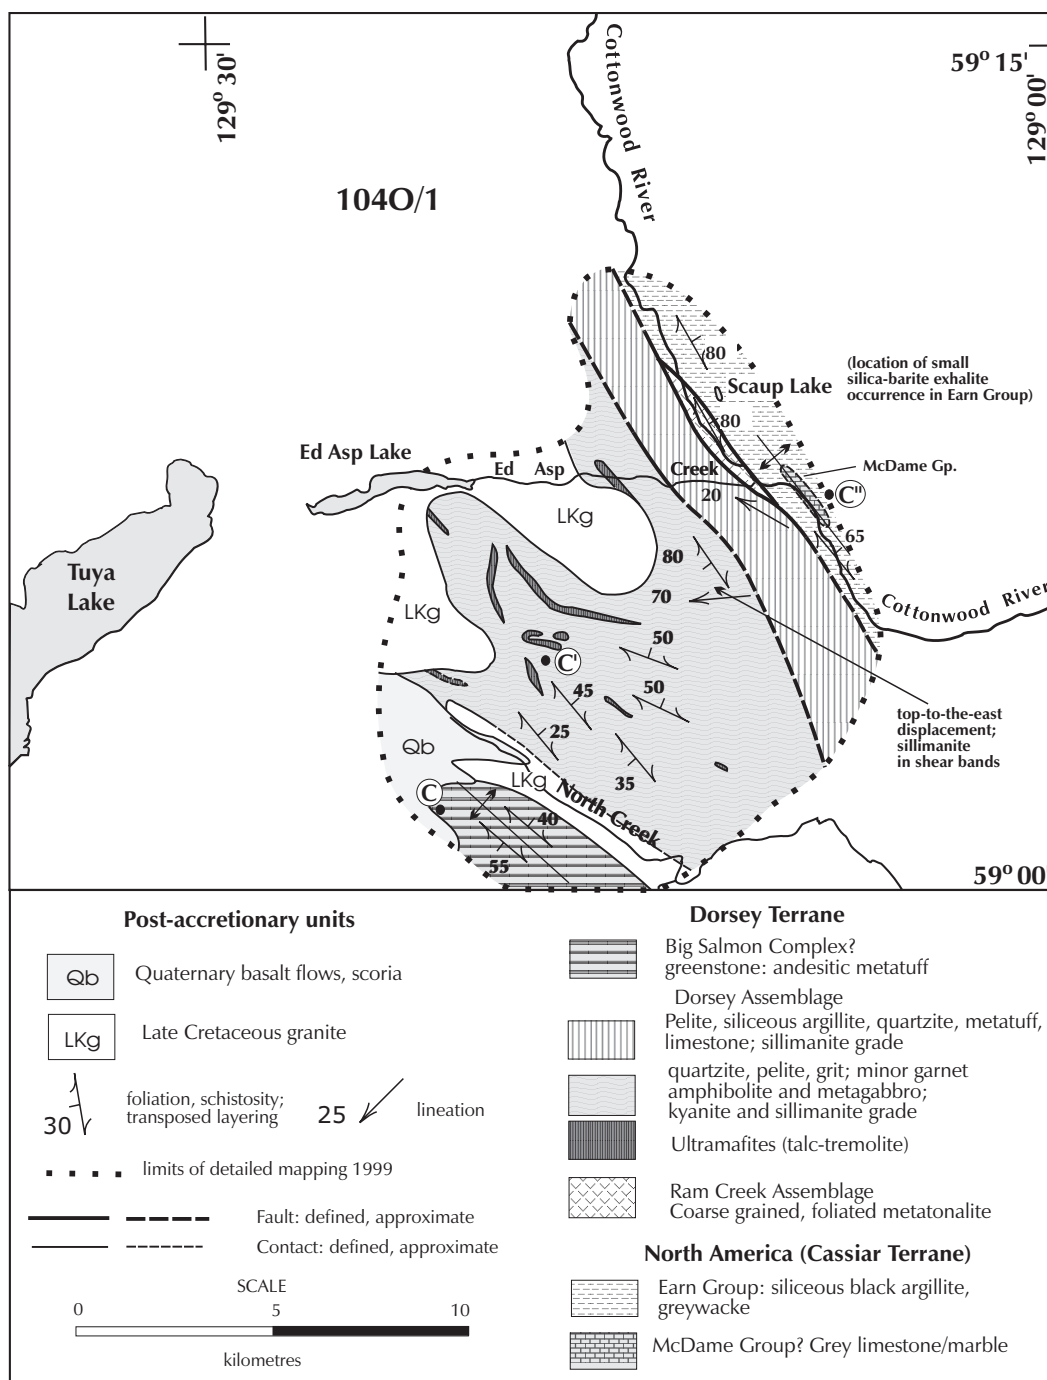 129° 30'
Cottonwood River
59° 15'
129° 00'
104O/1
80
Scaup Lake
(location of small
silica-barite exhalite
occurrence in Earn Group)
80
Ed Asp Lake
Ed Asp Creek
McDame Gp.
20
C"
LKg
65
80
Tuya
Lake
70
Cottonwood River
LKg
50
C'
45
50
top-to-the-east
displacement;
sillimanite
in shear bands
25
Qb
LKg
35
North Creek
C
40
55
59° 00'
Post-accretionary units
Qb
Quaternary basalt flows, scoria
LKg
Late Cretaceous granite
30
foliation, schistosity;
transposed layering
25
lineation
limits of detailed mapping 1999
Fault: defined, approximate
Contact: defined, approximate
SCALE
0 5 10
kilometres
Dorsey Terrane
Big Salmon Complex?
greenstone: andesitic metatuff
Dorsey Assemblage
Pelite, siliceous argillite, quartzite, metatuff,
limestone; sillimanite grade
quartzite, pelite, grit; minor garnet
amphibolite and metagabbro;
kyanite and sillimanite grade
Ultramafites (talc-tremolite)
Ram Creek Assemblage
Coarse grained, foliated metatonalite
North America (Cassiar Terrane)
Earn Group: siliceous black argillite,
greywacke
McDame Group? Grey limestone/marble